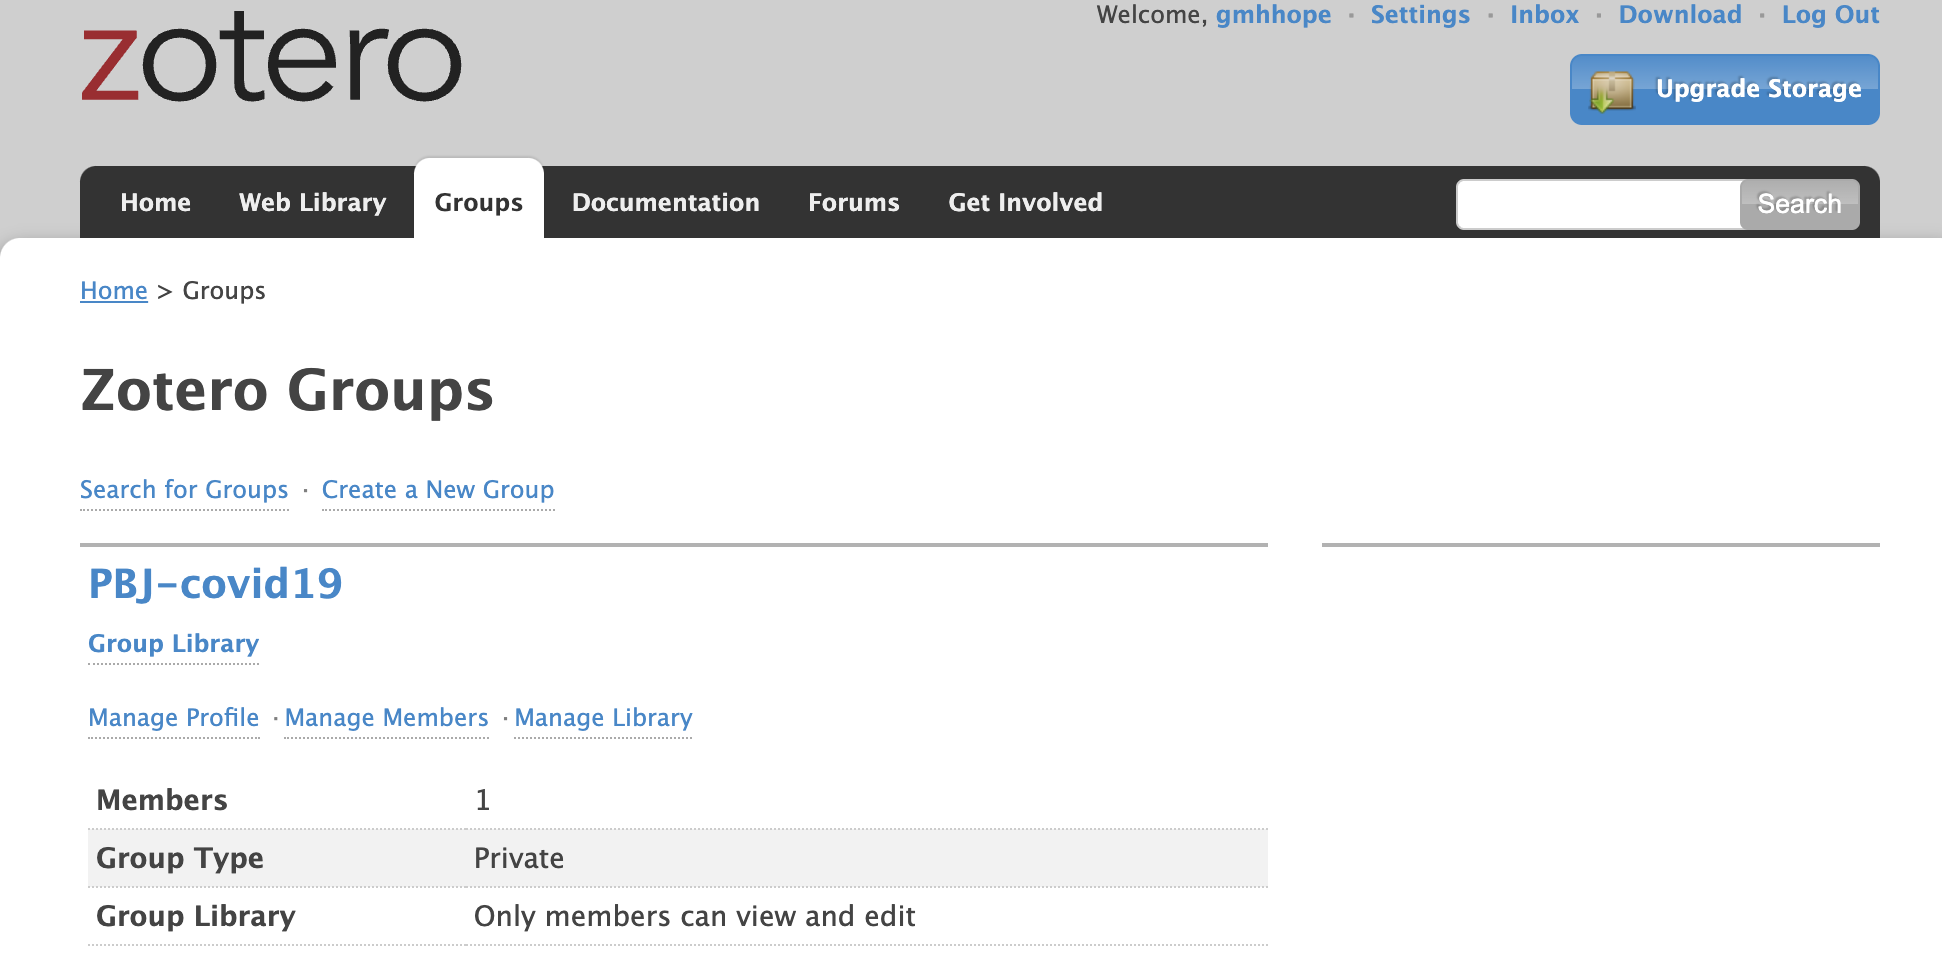 zotero
Welcome, gmhhope · Settings · Inbox · Download · Log Out
Upgrade Storage
Home Web Library Groups Documentation Forums Get Involved Search
Home > Groups
Zotero Groups
Search for Groups · Create a New Group
PBJ-covid19
Group Library
Manage Profile · Manage Members · Manage Library
Members 1
Group Type Private
Group Library Only members can view and edit